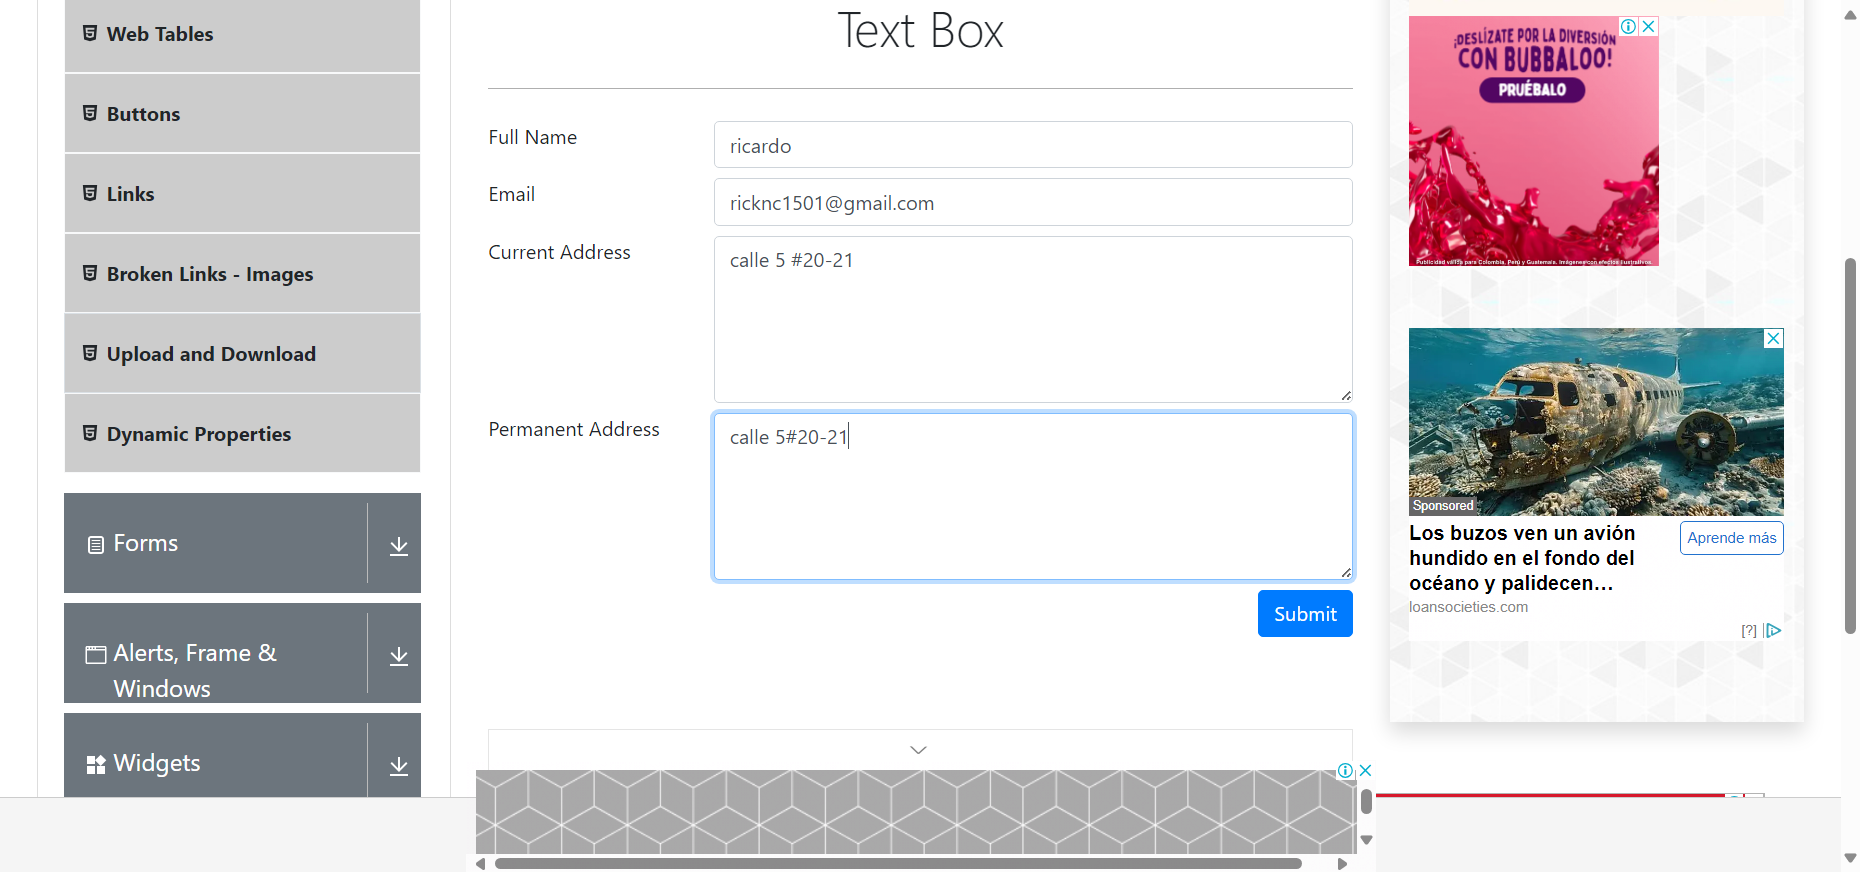 Web Tables
Buttons
Links
Broken Links - Images
Upload and Download
Dynamic Properties
Forms
Alerts, Frame &
Windows
Widgets
Text Box
Full Name
ricardo
Email
ricknc1501@gmail.com
Current Address
calle 5 #20-21
Permanent Address
calle 5#20-21
Submit
¡DESLÍZATE POR LA DIVERSIÓN
CON BUBBALOO!
PRUÉBALO
Publicidad válida para Colombia, Perú y Guatemala. Imágenes con efectos ilustrativos.
Sponsored
Los buzos ven un avión
hundido en el fondo del
océano y palidecen...
Aprende más
loansocieties.com
[?]